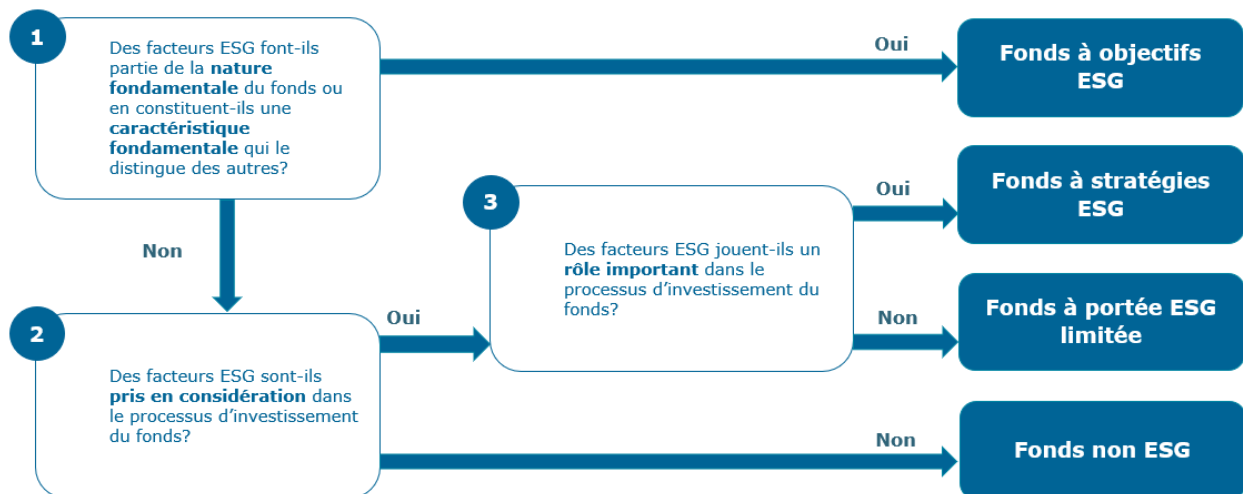 1
Des facteurs ESG font-ils
partie de la nature
fondamentale du fonds ou
en constituent-ils une
caractéristique
fondamentale qui le
distingue des autres?
Oui
Fonds à objectifs
ESG
Non
3
Des facteurs ESG jouent-ils un
rôle important dans le
processus d’investissement du
fonds?
Oui
Fonds à stratégies
ESG
Non
Fonds à portée ESG
limitée
2
Des facteurs ESG sont-ils
pris en considération dans
le processus d’investissement
du fonds?
Oui
Non
Fonds non ESG